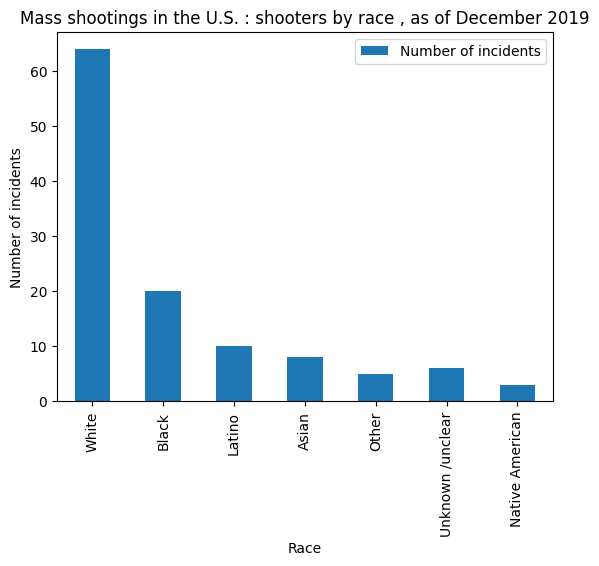 Mass shootings in the U.S. : shooters by race , as of December 2019
Number of incidents
Number of incidents
60
50
40
30
20
10
0
White
Black
Latino
Asian
Other
Unknown /unclear
Native American
Race